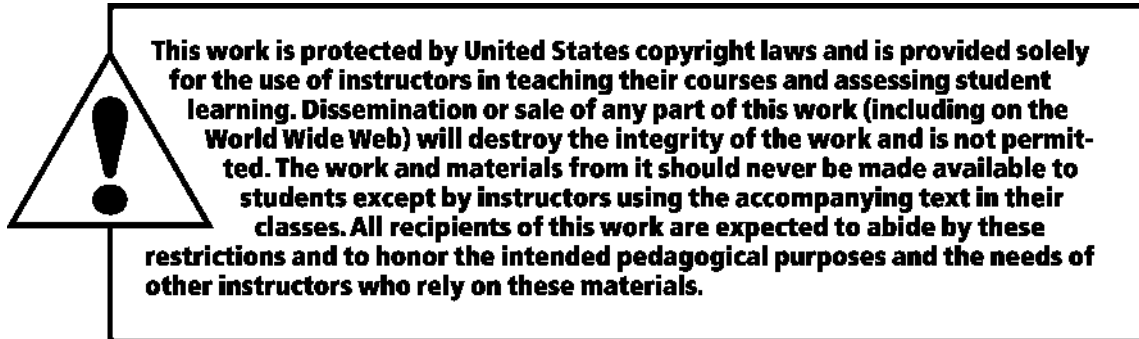 This work is protected by United States copyright laws and is provided solely
for the use of instructors in teaching their courses and assessing student
learning. Dissemination or sale of any part of this work (including on the
World Wide Web) will destroy the integrity of the work and is not permit-
ted. The work and materials from it should never be made available to
students except by instructors using the accompanying text in their
classes. All recipients of this work are expected to abide by these
restrictions and to honor the intended pedagogical purposes and the needs of
other instructors who rely on these materials.